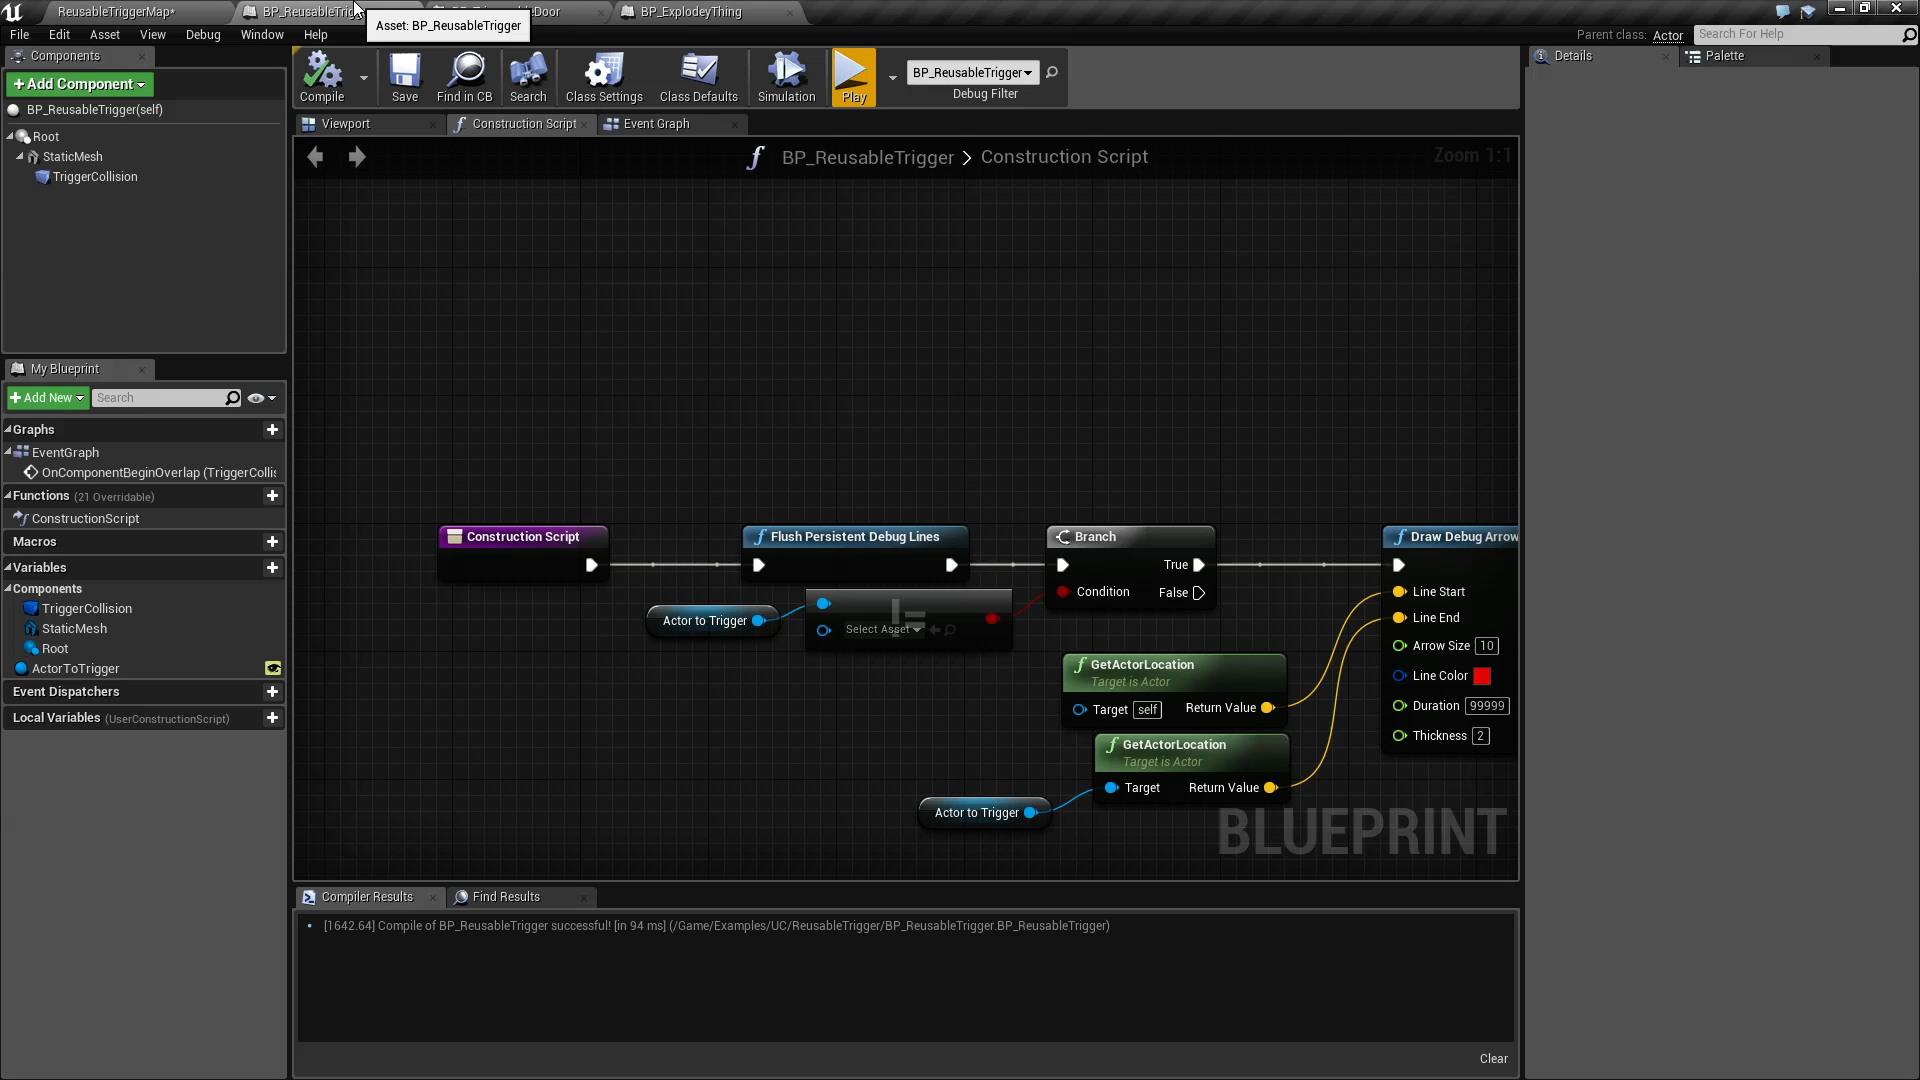 ReusableTriggerMap*
BP_ReusableTrig
Door
BP_ExplodeyThing
Asset: BP_ReusableTrigger
File Edit Asset View Debug Window Help
Parent class: Actor
Search For Help
Components
+ Add Component
BP_ReusableTrigger(self)
Root
StaticMesh
TriggerCollision
Compile
Save
Find in CB
Search
Class Settings
Class Defaults
Simulation
Play
BP_ReusableTrigger
Debug Filter
Details
Palette
Viewport
Construction Script
Event Graph
BP_ReusableTrigger > Construction Script
Zoom 1:1
My Blueprint
+ Add New
Search
Graphs
EventGraph
OnComponentBeginOverlap (TriggerCollis
Functions (21 Overridable)
ConstructionScript
Macros
Variables
Components
TriggerCollision
StaticMesh
Root
ActorToTrigger
Event Dispatchers
Local Variables (UserConstructionScript)
Construction Script
f Flush Persistent Debug Lines
Branch
True
Condition
False
Actor to Trigger
!=
Select Asset
f GetActorLocation
Target is Actor
Target self
Return Value
f GetActorLocation
Target is Actor
Target
Return Value
Actor to Trigger
f Draw Debug Arrow
Line Start
Line End
Arrow Size 10
Line Color
Duration 99999
Thickness 2
BLUEPRINT
Compiler Results
Find Results
• [1642.64] Compile of BP_ReusableTrigger successful! [in 94 ms] (/Game/Examples/UC/ReusableTrigger/BP_ReusableTrigger.BP_ReusableTrigger)
Clear